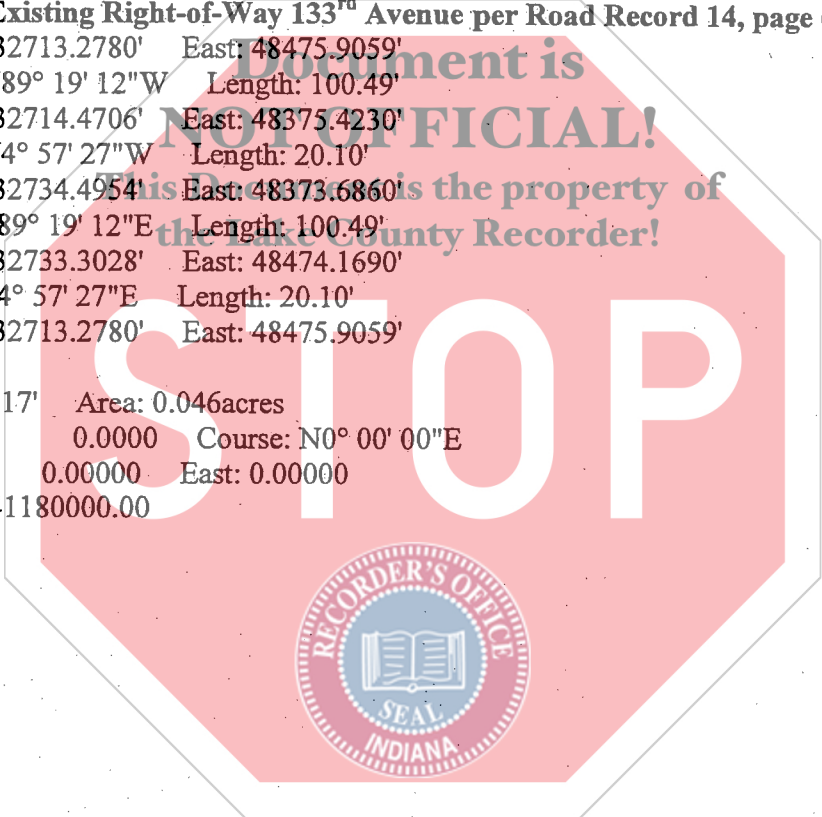 Existing Right-of-Way 133rd Avenue per Road Record 14, page
32713.2780' East: 48475.9059'
89° 19' 12"W Length: 100.49'
32714.4706' East: 48375.4230'
4° 57' 27"W Length: 20.10'
32734.4954' East: 48373.6860'
89° 19' 12"E Length: 100.49'
32733.3028' East: 48474.1690'
4° 57' 27"E Length: 20.10'
32713.2780' East: 48475.9059'
17' Area: 0.046acres
0.0000 Course: N0° 00' 00"E
0.00000 East: 0.00000
1180000.00
Document is
NOT OFFICIAL!
This Document is the property of
the Lake County Recorder!
STOP
RECORDER'S OFFICE
SEAL
INDIANA